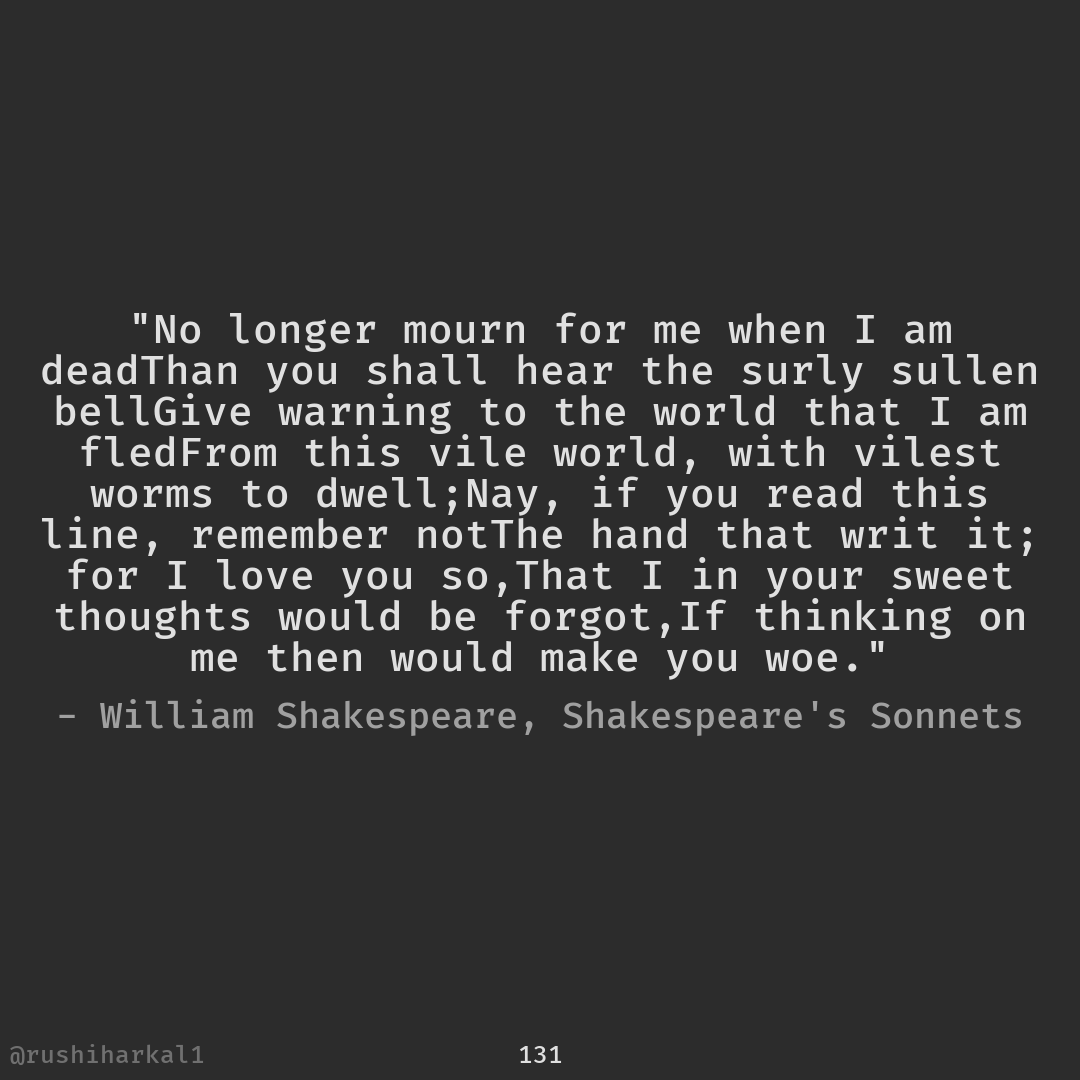 "No longer mourn for me when I am
deadThan you shall hear the surly sullen
bellGive warning to the world that I am
fledFrom this vile world, with vilest
worms to dwell;Nay, if you read this
line, remember notThe hand that writ it;
for I love you so,That I in your sweet
thoughts would be forgot,If thinking on
me then would make you woe."
- William Shakespeare, Shakespeare's Sonnets
@rushiharkal1
131